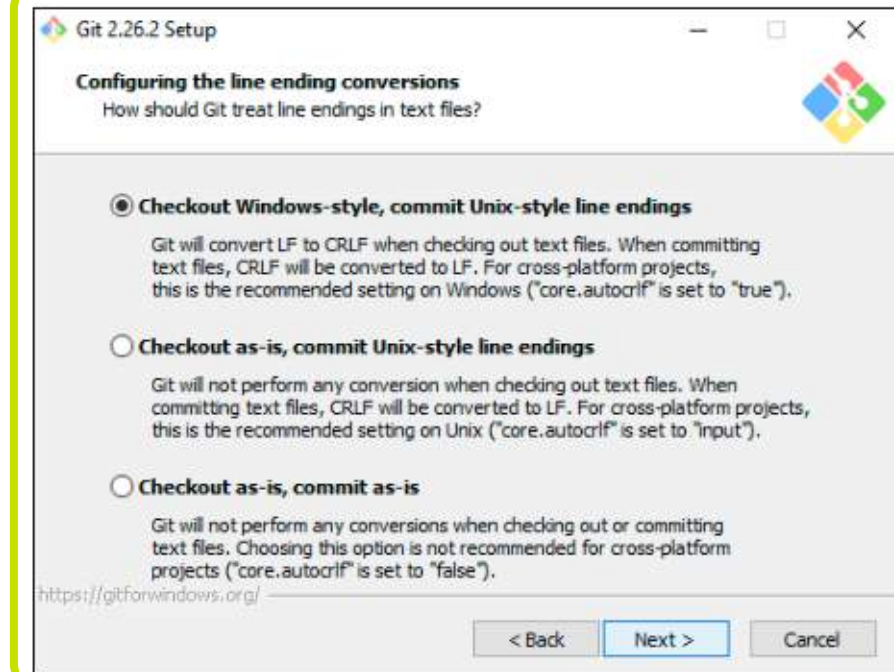 Git 2.26.2 Setup
Configuring the line ending conversions
How should Git treat line endings in text files?
Checkout Windows-style, commit Unix-style line endings
Git will convert LF to CRLF when checking out text files. When committing
text files, CRLF will be converted to LF. For cross-platform projects,
this is the recommended setting on Windows ("core.autocrlf" is set to "true").
Checkout as-is, commit Unix-style line endings
Git will not perform any conversion when checking out text files. When
committing text files, CRLF will be converted to LF. For cross-platform projects,
this is the recommended setting on Unix ("core.autocrlf" is set to "input").
Checkout as-is, commit as-is
Git will not perform any conversions when checking out or committing
text files. Choosing this option is not recommended for cross-platform
projects ("core.autocrlf" is set to "false").
https://gitforwindows.org/
< Back Next > Cancel